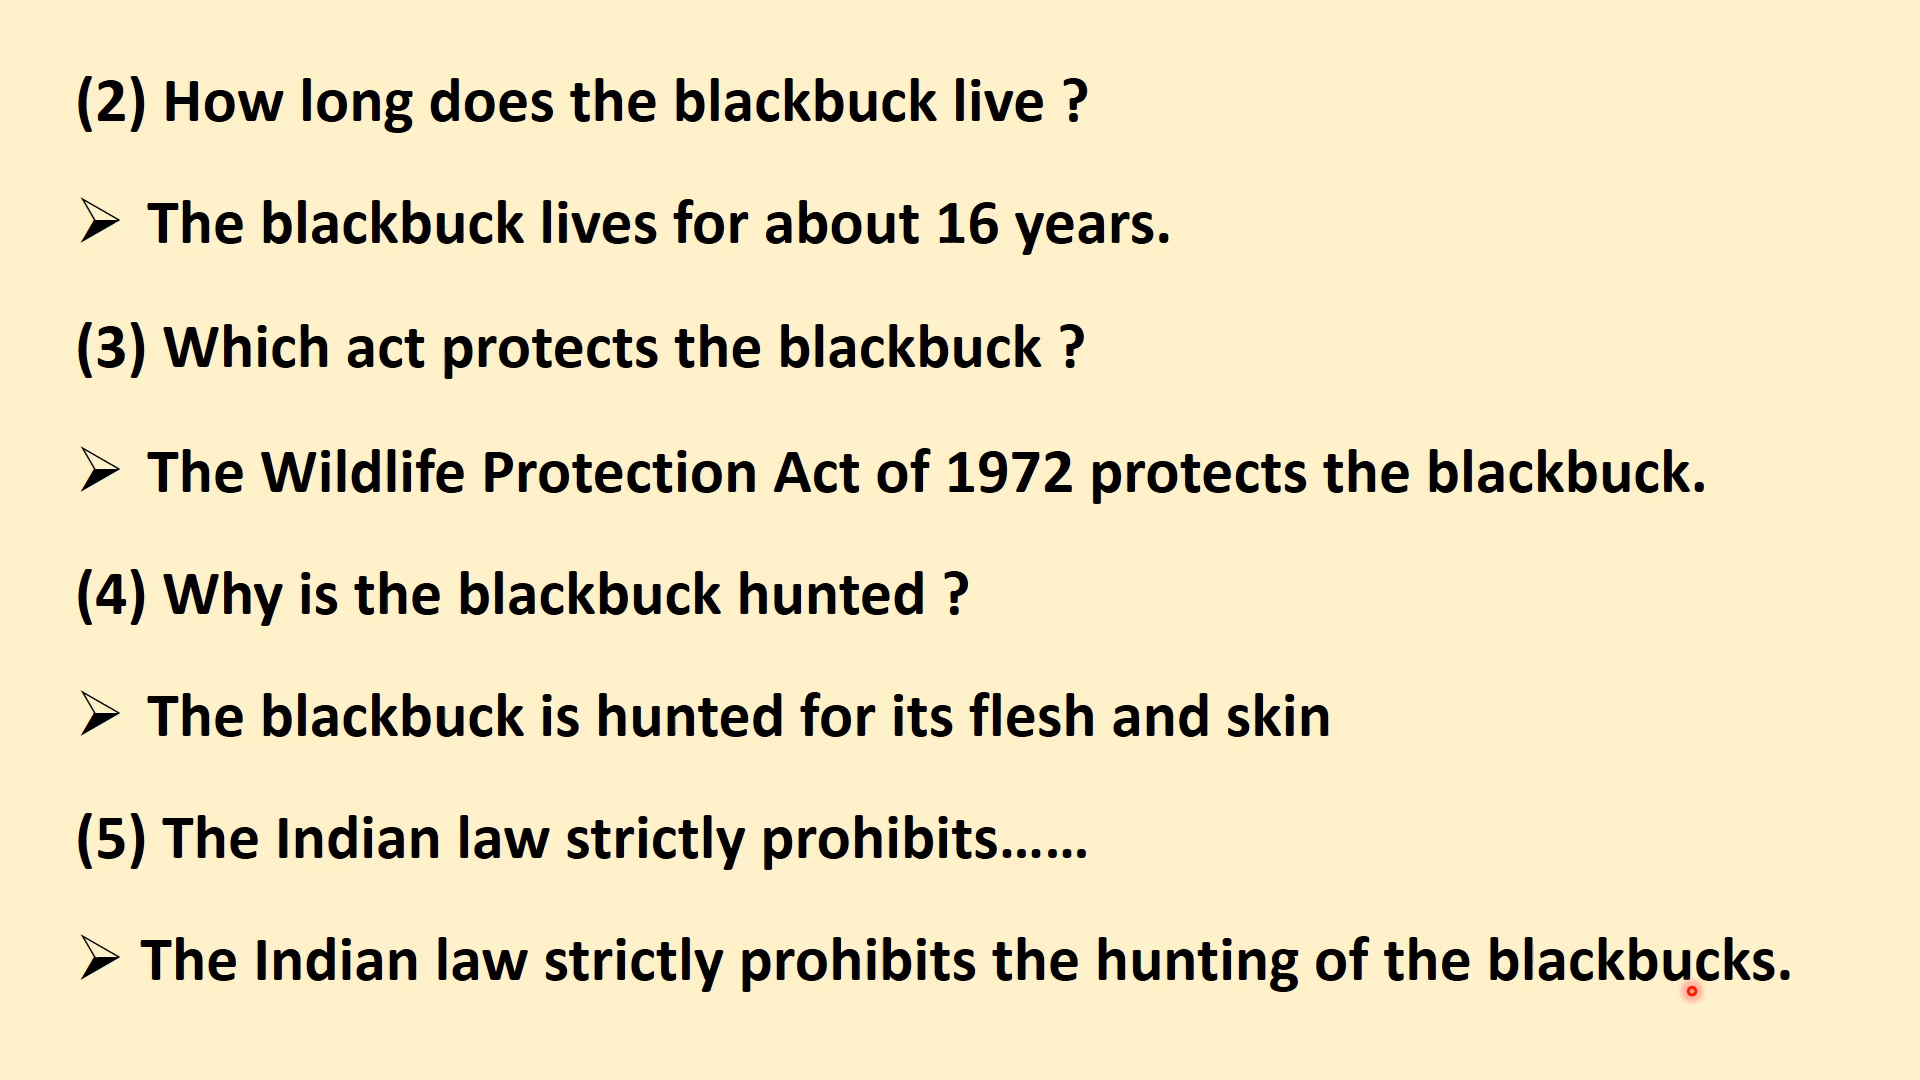 (2) How long does the blackbuck live ?
➢ The blackbuck lives for about 16 years.
(3) Which act protects the blackbuck ?
➢ The Wildlife Protection Act of 1972 protects the blackbuck.
(4) Why is the blackbuck hunted ?
➢ The blackbuck is hunted for its flesh and skin
(5) The Indian law strictly prohibits......
➢ The Indian law strictly prohibits the hunting of the blackbucks.